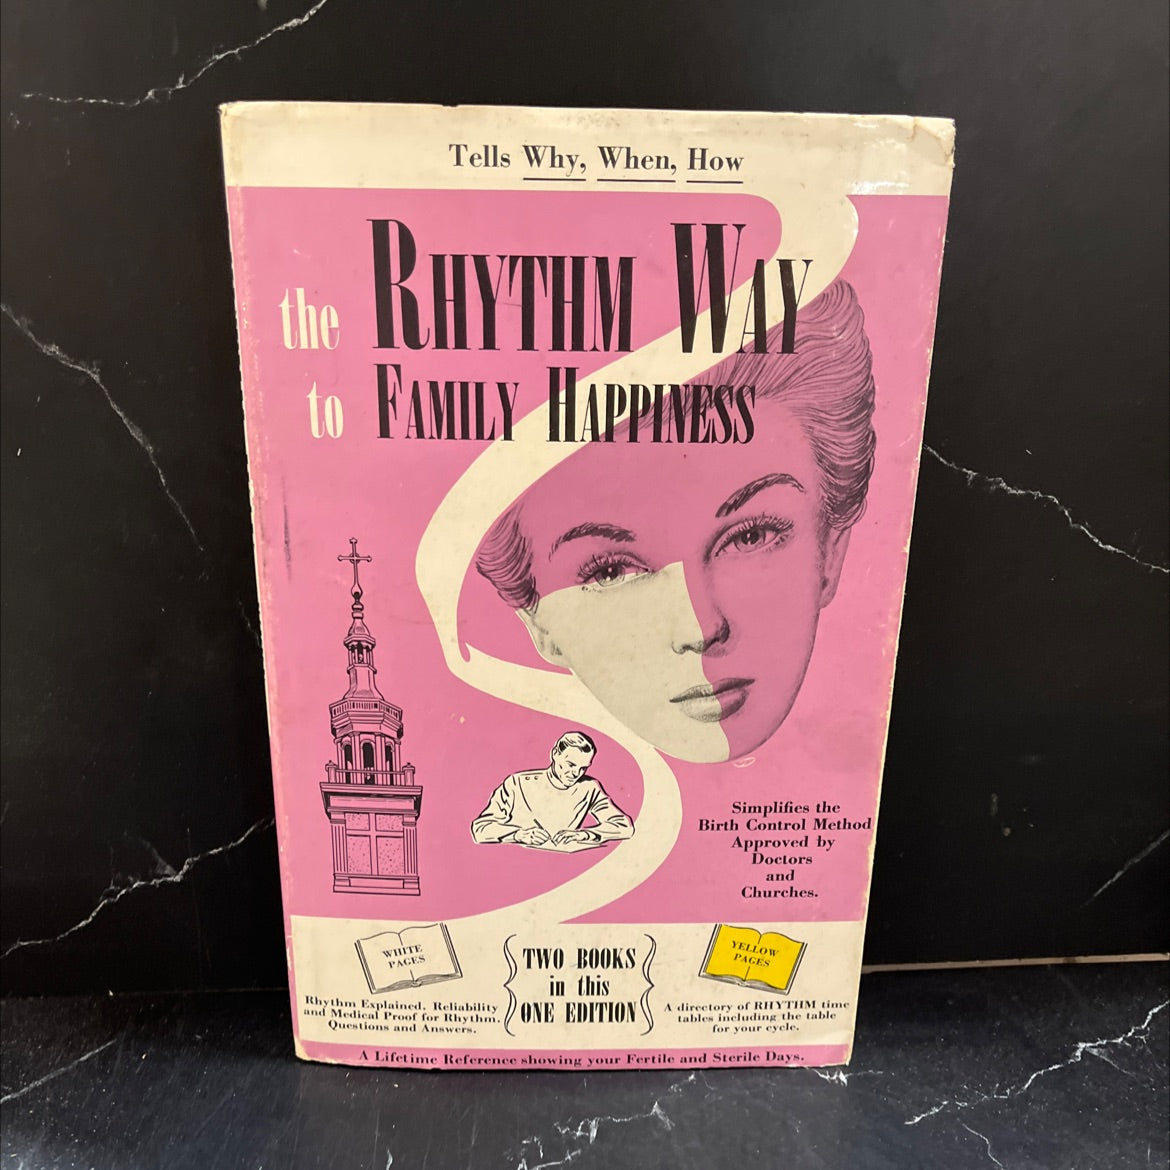 Tells Why, When, How
the RHYTHM WAY
to FAMILY HAPPINESS
Simplifies the
Birth Control Method
Approved by
Doctors
and
Churches.
WHITE
PAGES
Rhythm Explained. Reliability
and Medical Proof for Rhythm.
Questions and Answers.
TWO BOOKS
in this
ONE EDITION
YELLOW
PAGES
A directory of RHYTHM time
tables including the table
for your cycle.
A Lifetime Reference showing your Fertile and Sterile Days.